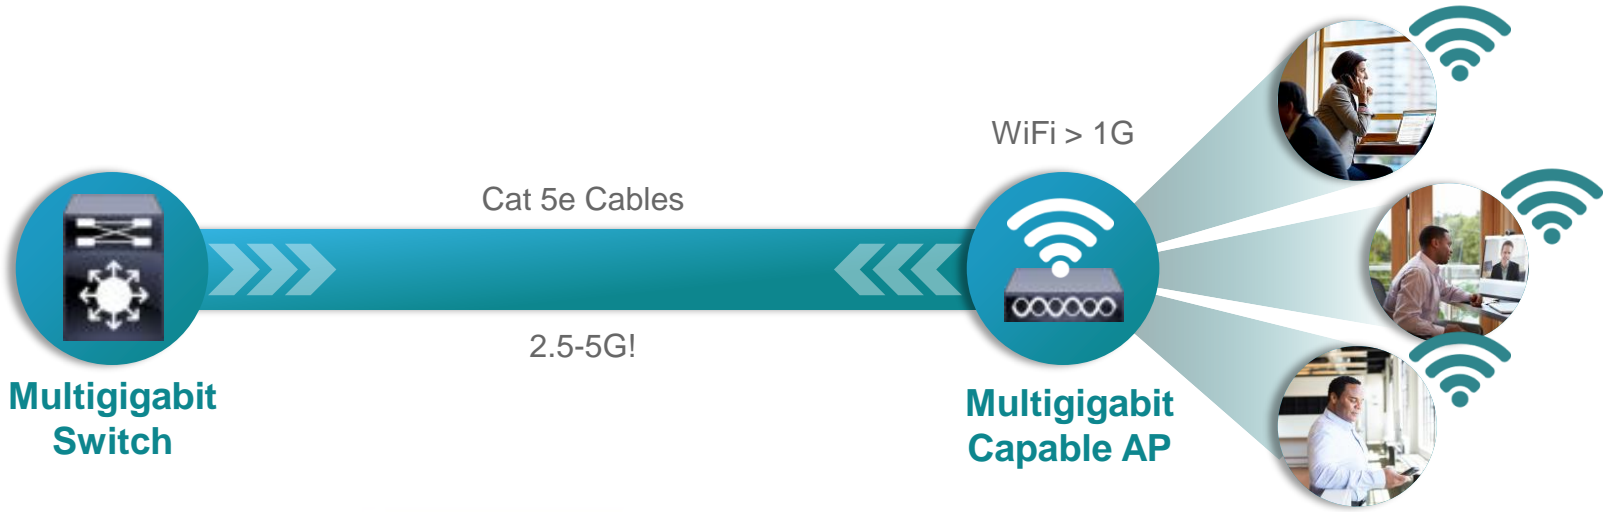 WiFi > 1G
Cat 5e Cables
2.5-5G!
Multigigabit
Switch
Multigigabit
Capable AP